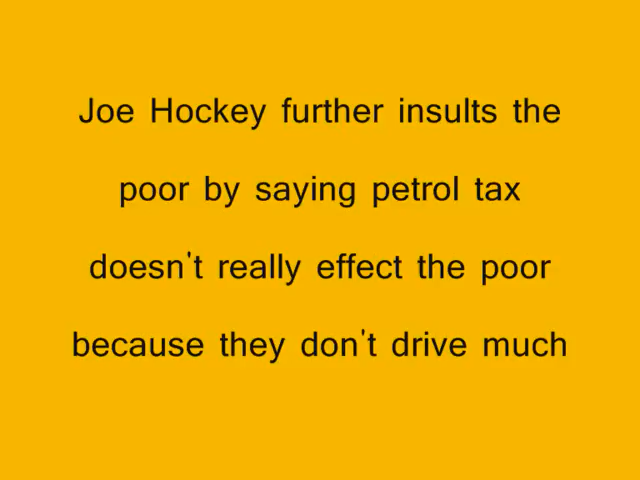 Joe Hockey further insults the
poor by saying petrol tax
doesn't really effect the poor
because they don't drive much